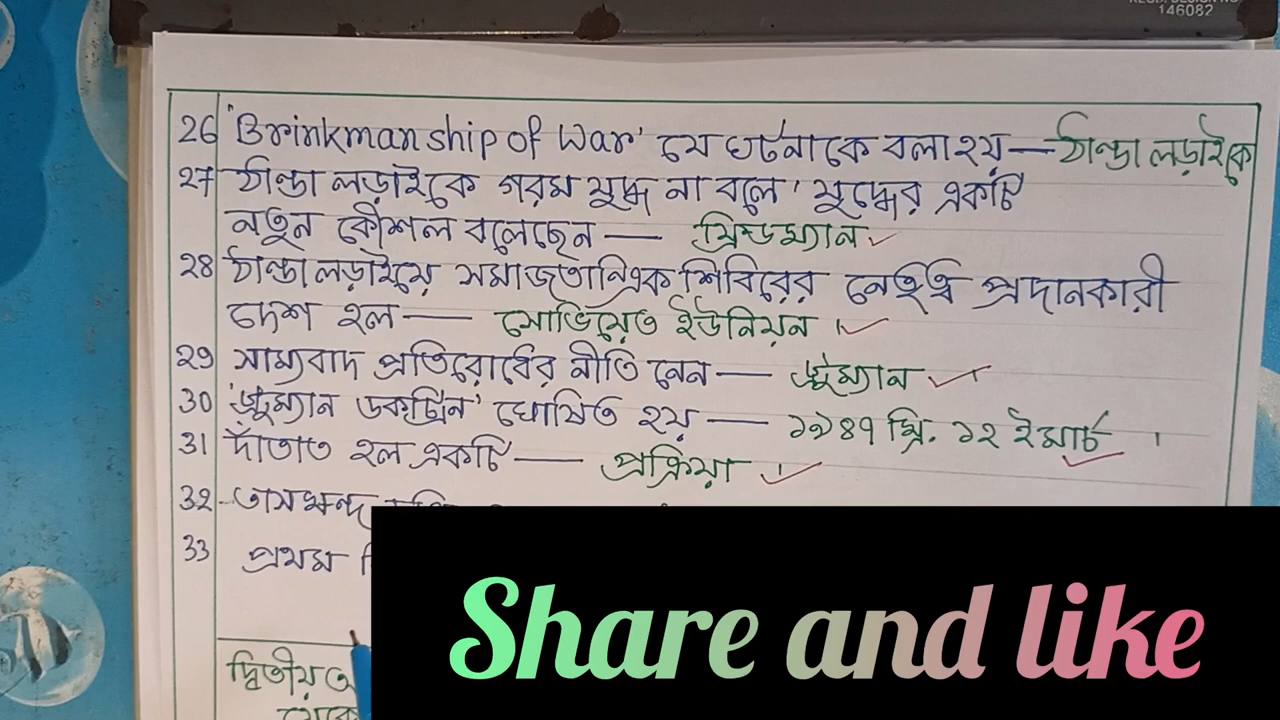 146082
26 "Brinkmanship of War' যে ঘটনাকে বলা হয় — ঠান্ডা লড়াইকে
27 ঠান্ডা লড়াইকে গরম যুদ্ধ না বলে ' যুদ্ধের একটি
নতুন কৌশল বলেছেন — ফ্রিডম্যান
28 ঠান্ডা লড়াইয়ে সমাজতান্ত্রিক শিবিরের নেতৃত্ব প্রদানকারী
দেশ হল — সোভিয়েত ইউনিয়ন ।
29 সাম্যবাদ প্রতিরোধের নীতি নেন — ট্রুম্যান
30 'ট্রুম্যান ডকট্রিন' ঘোষিত হয় — ১৯৪৭ খ্রি. ১২ ই মার্চ ।
31 দাঁতাত হল একটি — প্রক্রিয়া ।
32 তাসখন্দ
33 প্রথম
দ্বিতীয়
Share and like